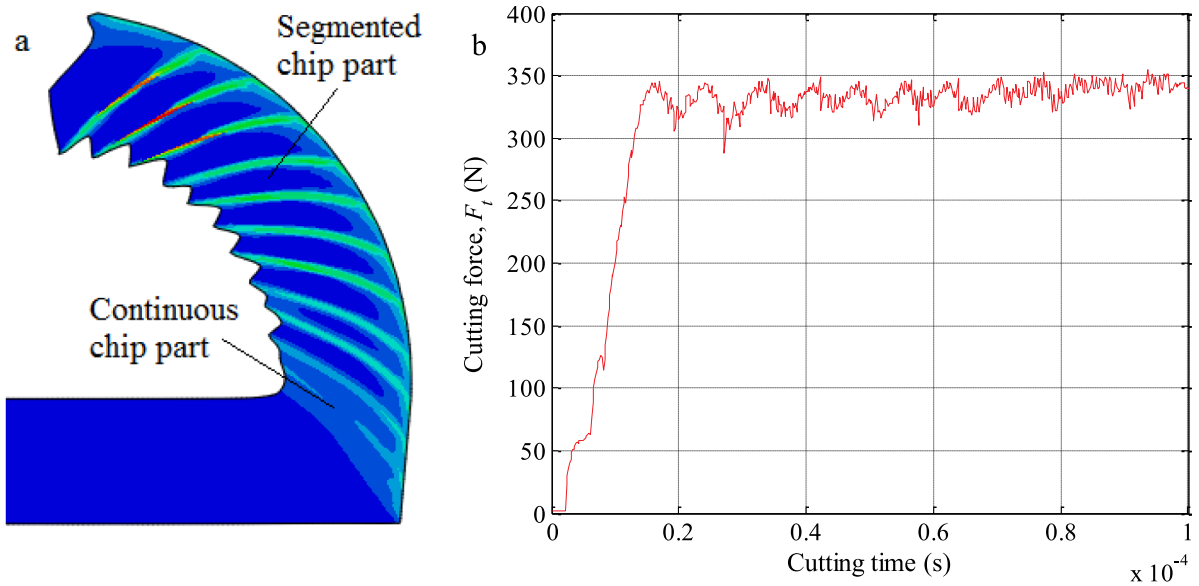 a
Segmented
chip part
Continuous
chip part
b
400
350
300
250
200
150
100
50
0
Cutting force, F_t (N)
0 0.2 0.4 0.6 0.8 1
Cutting time (s)
x 10^-4